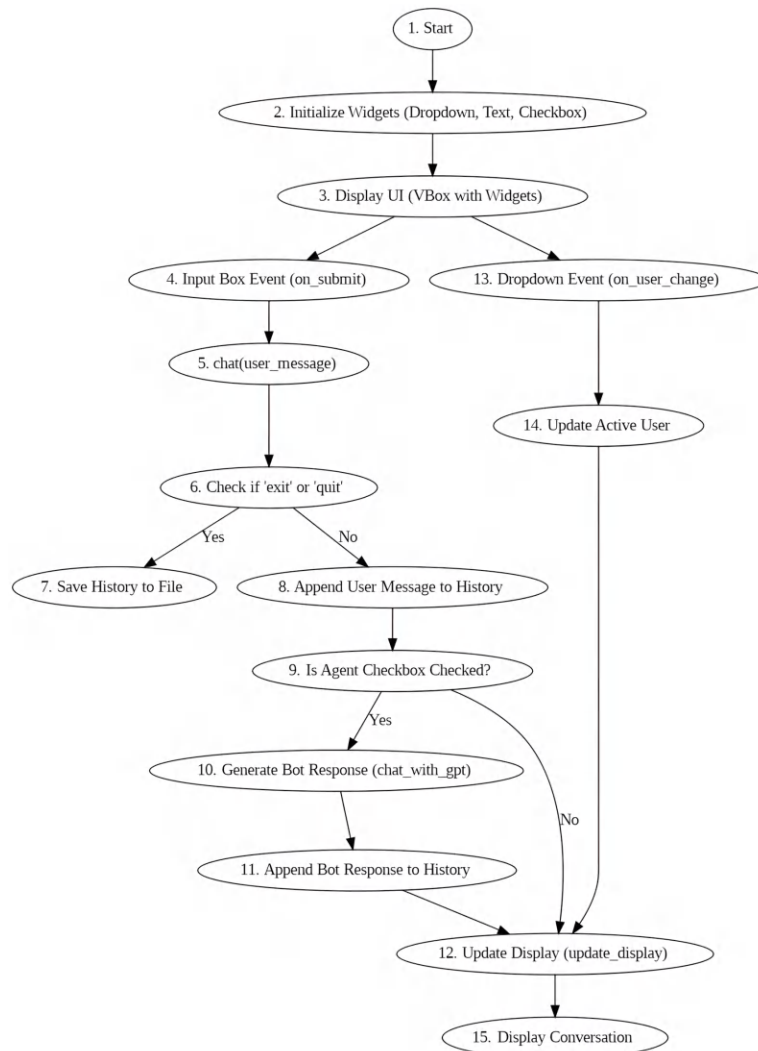 1. Start
2. Initialize Widgets (Dropdown, Text, Checkbox)
3. Display UI (VBox with Widgets)
4. Input Box Event (on_submit)
13. Dropdown Event (on_user_change)
5. chat(user_message)
14. Update Active User
6. Check if 'exit' or 'quit'
Yes
No
7. Save History to File
8. Append User Message to History
9. Is Agent Checkbox Checked?
Yes
10. Generate Bot Response (chat_with_gpt)
No
11. Append Bot Response to History
12. Update Display (update_display)
15. Display Conversation